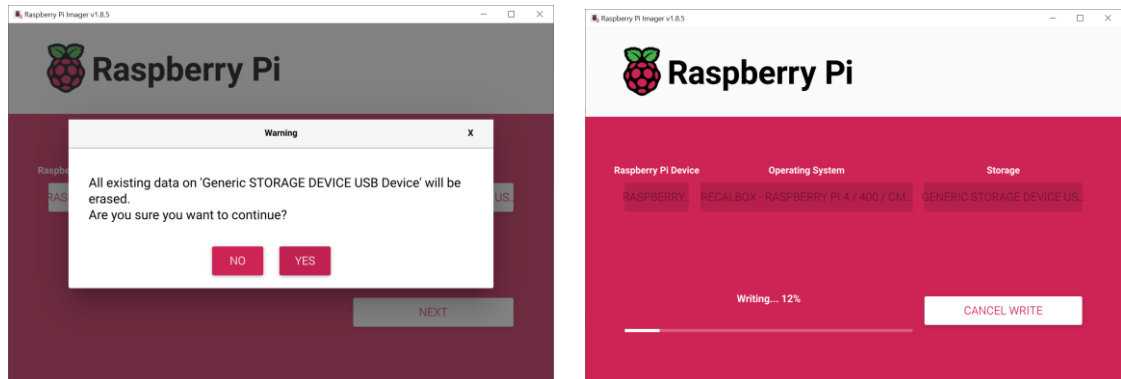 Raspberry Pi Imager v1.8.5
Raspberry Pi
Warning
X
Raspbe
RAS
US..
All existing data on 'Generic STORAGE DEVICE USB Device' will be
erased.
Are you sure you want to continue?
NO YES
NEXT
Raspberry Pi Imager v1.8.5
Raspberry Pi
Raspberry Pi Device Operating System Storage
RASPBERRY.. RECALBOX - RASPBERRY PI 4 / 400 / CM... GENERIC STORAGE DEVICE US..
Writing... 12%
CANCEL WRITE